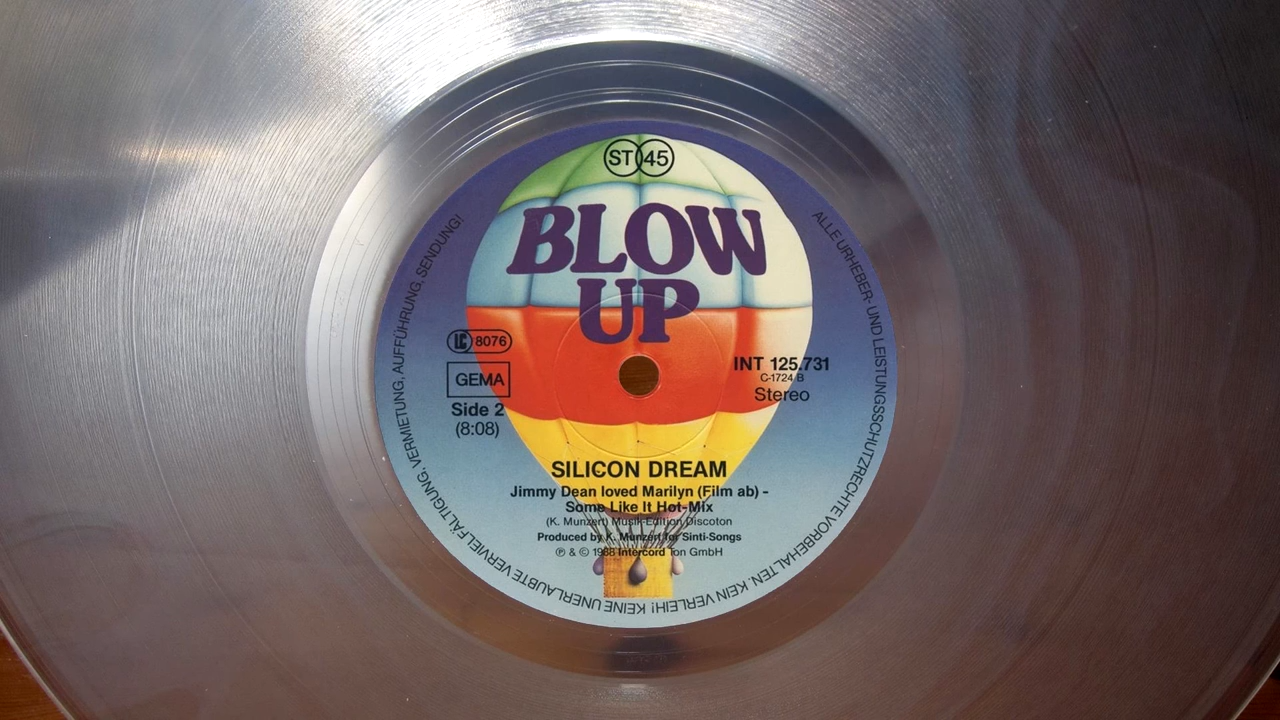 ST 45
BLOW
UP
LC 8076
GEMA
Side 2
(8:08)
INT 125.731
C-1724 B
Stereo
SILICON DREAM
Jimmy Dean loved Marilyn (Film ab) -
Some Like It Hot-Mix
(K. Munzert) Musik-Edition Discoton
Produced by K. Munzert for Sinti-Songs
℗ & © 1988 Intercord Ton GmbH
ALLE URHEBER- UND LEISTUNGSSCHUTZRECHTE VORBEHALTEN. KEIN VERLEIH! KEINE UNERLAUBTE VERVIELFÄLTIGUNG, VERMIETUNG, AUFFÜHRUNG, SENDUNG!